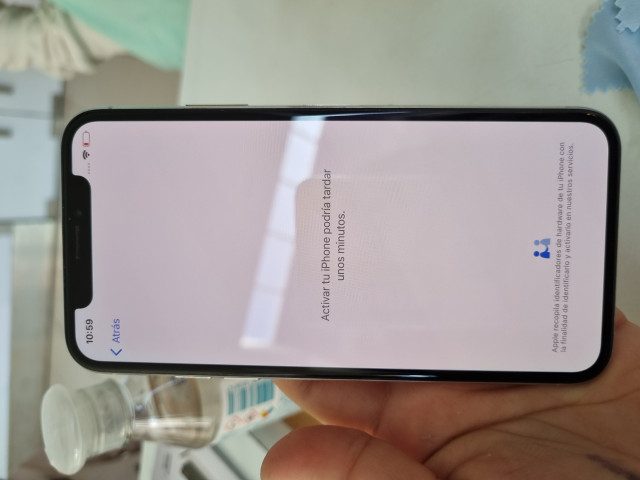 10:59
Atrás
Activar tu iPhone podría tardar
unos minutos.
Apple recopila identificadores de hardware de tu iPhone con
la finalidad de identificarlo y activarlo en nuestros servicios.